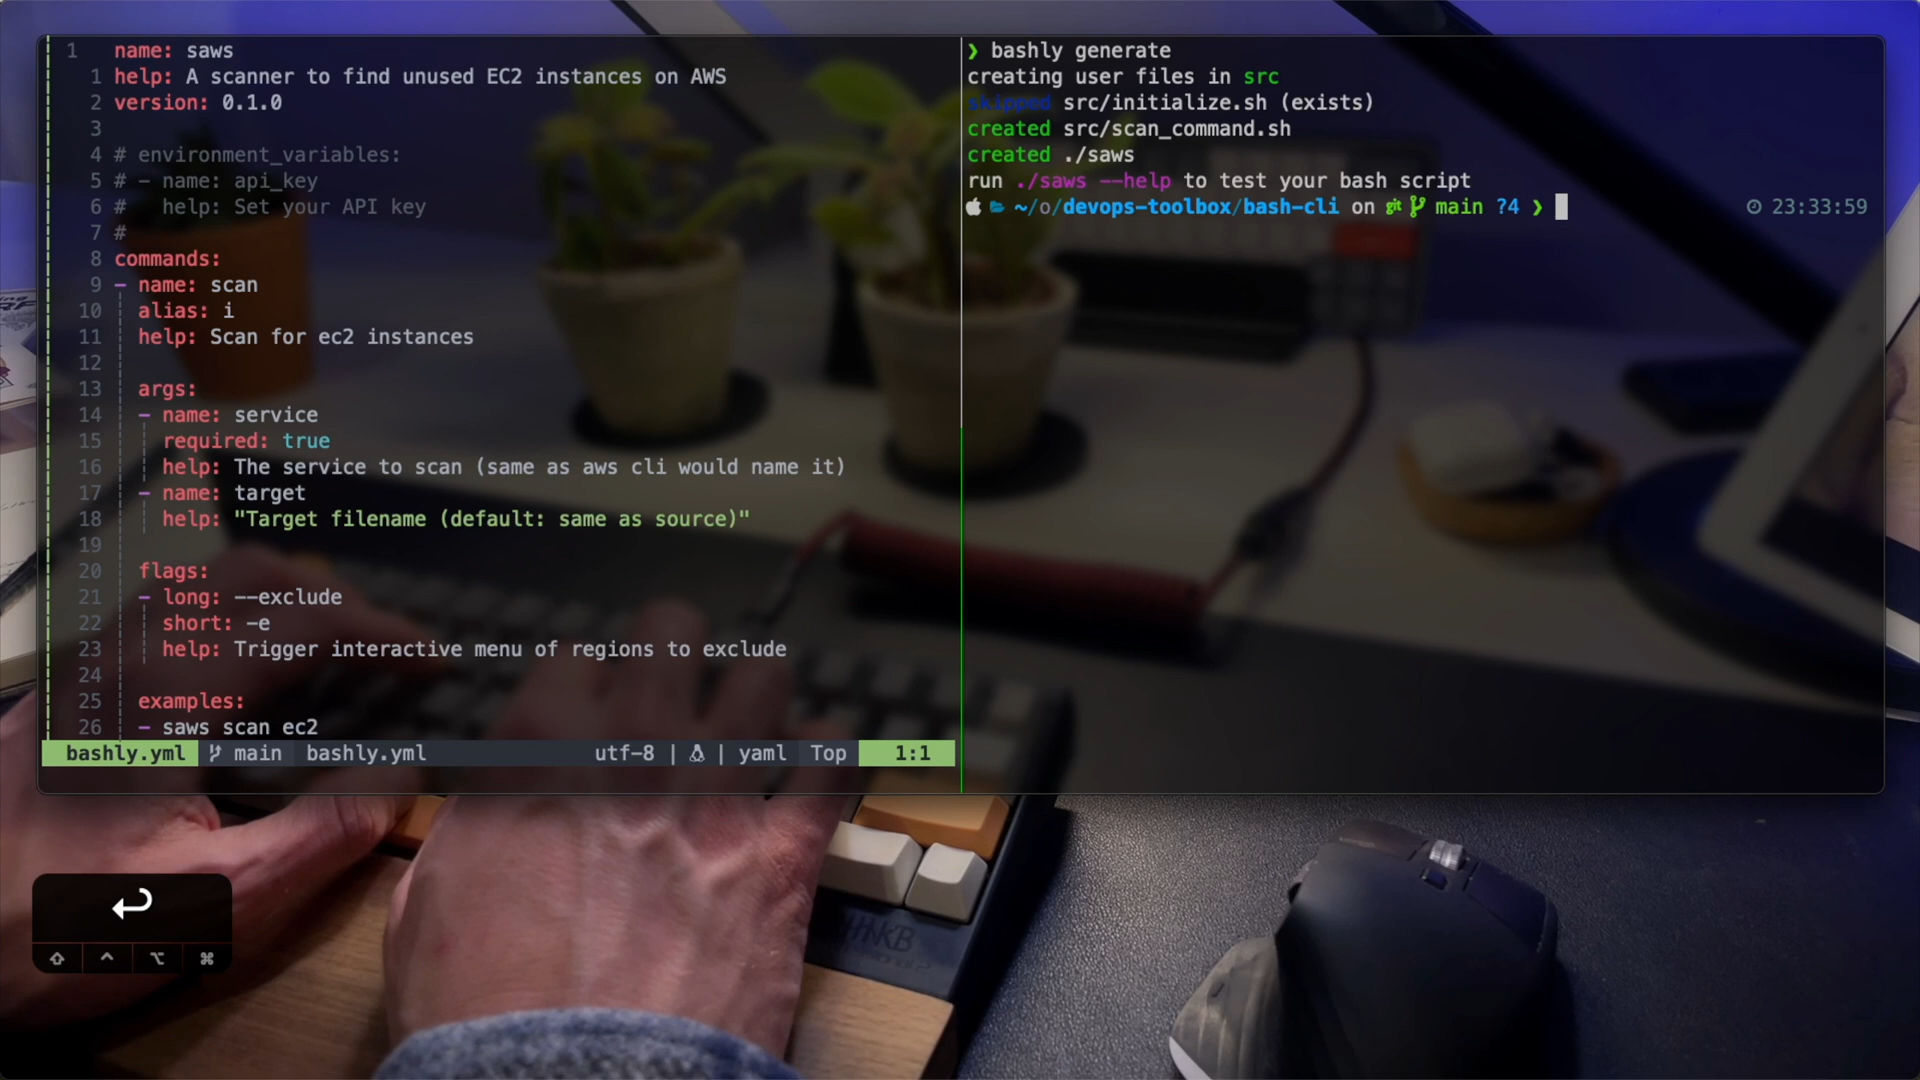 1 name: saws
1 help: A scanner to find unused EC2 instances on AWS
2 version: 0.1.0
3
4 # environment_variables:
5 # - name: api_key
6 #   help: Set your API key
7 #
8 commands:
9 - name: scan
10 alias: i
11 help: Scan for ec2 instances
12
13 args:
14 - name: service
15 required: true
16 help: The service to scan (same as aws cli would name it)
17 - name: target
18 help: "Target filename (default: same as source)"
19
20 flags:
21 - long: --exclude
22 short: -e
23 help: Trigger interactive menu of regions to exclude
24
25 examples:
26 - saws scan ec2
bashly.yml main bashly.yml utf-8 | | yaml Top 1:1
❯ bashly generate
creating user files in src
skipped src/initialize.sh (exists)
created src/scan_command.sh
created ./saws
run ./saws --help to test your bash script
~/o/devops-toolbox/bash-cli on git main ?4 ❯ 23:33:59